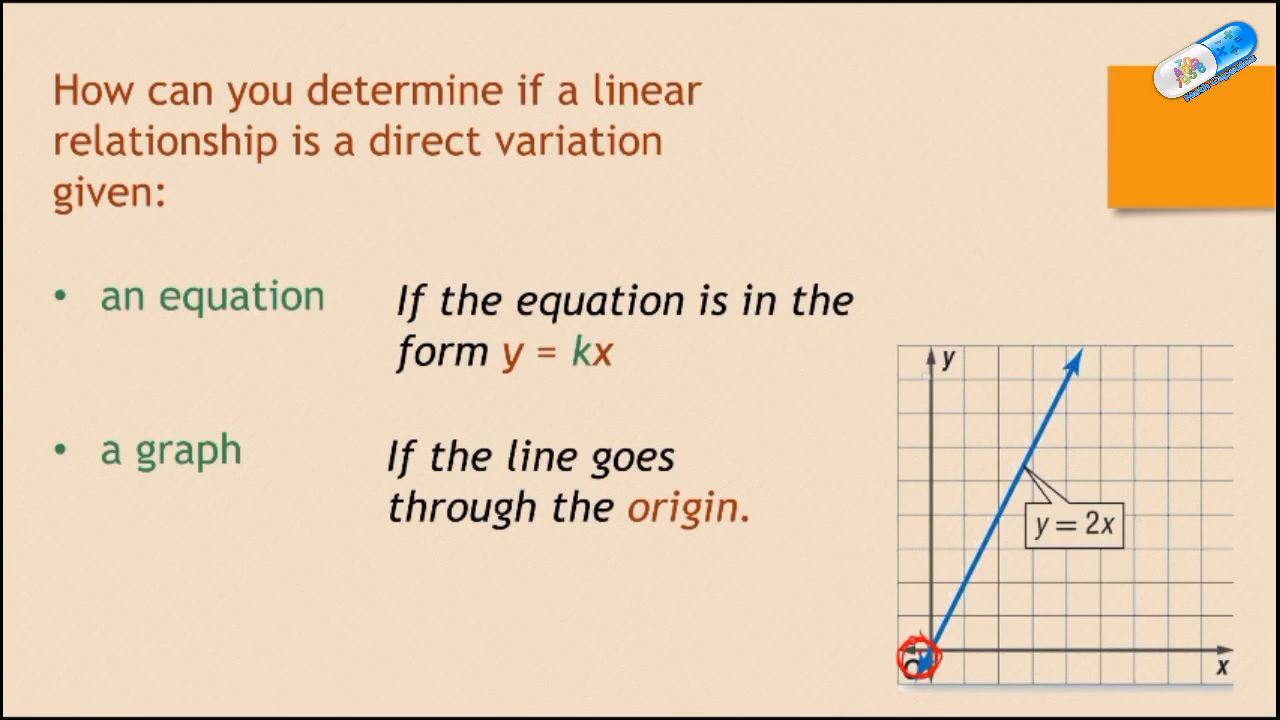 How can you determine if a linear
relationship is a direct variation
given:
• an equation
If the equation is in the
form y = kx
• a graph
If the line goes
through the origin.
y
y = 2x
O
x